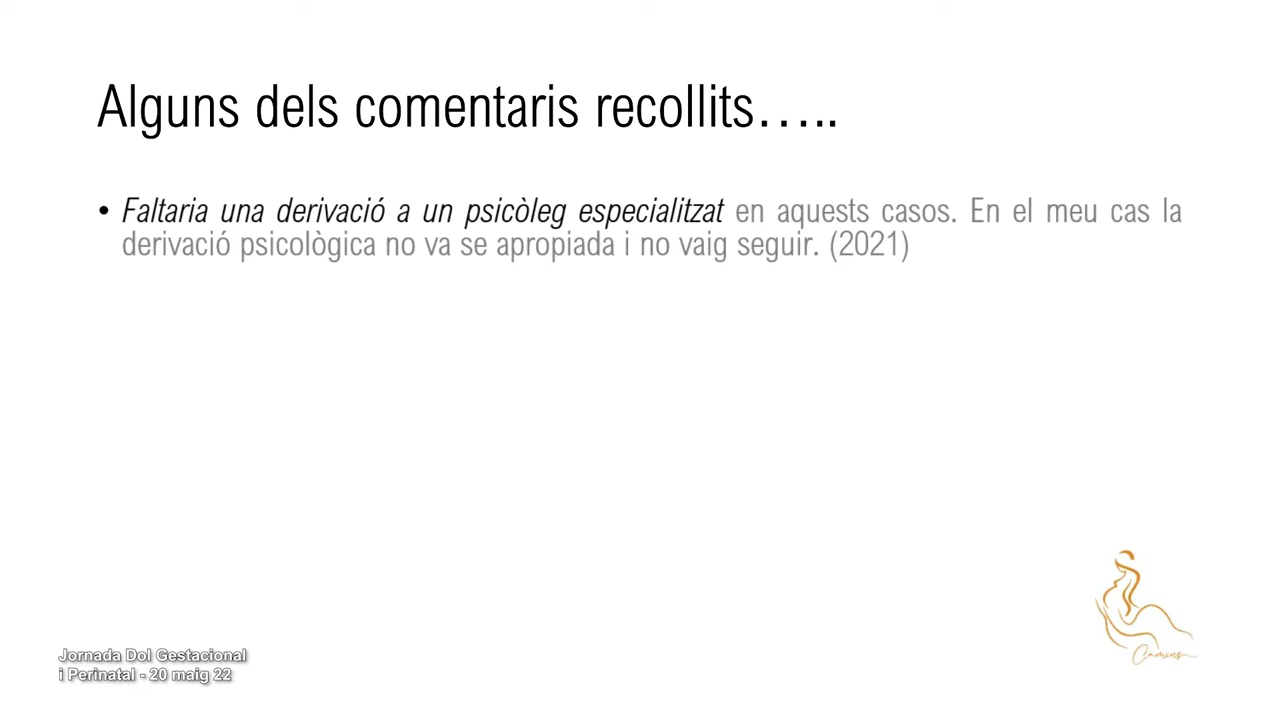 Alguns dels comentaris recollits…..
• Faltaria una derivació a un psicòleg especialitzat en aquests casos. En el meu cas la
derivació psicològica no va se apropiada i no vaig seguir. (2021)
Camins
Jornada Dol Gestacional
i Perinatal - 20 maig 22